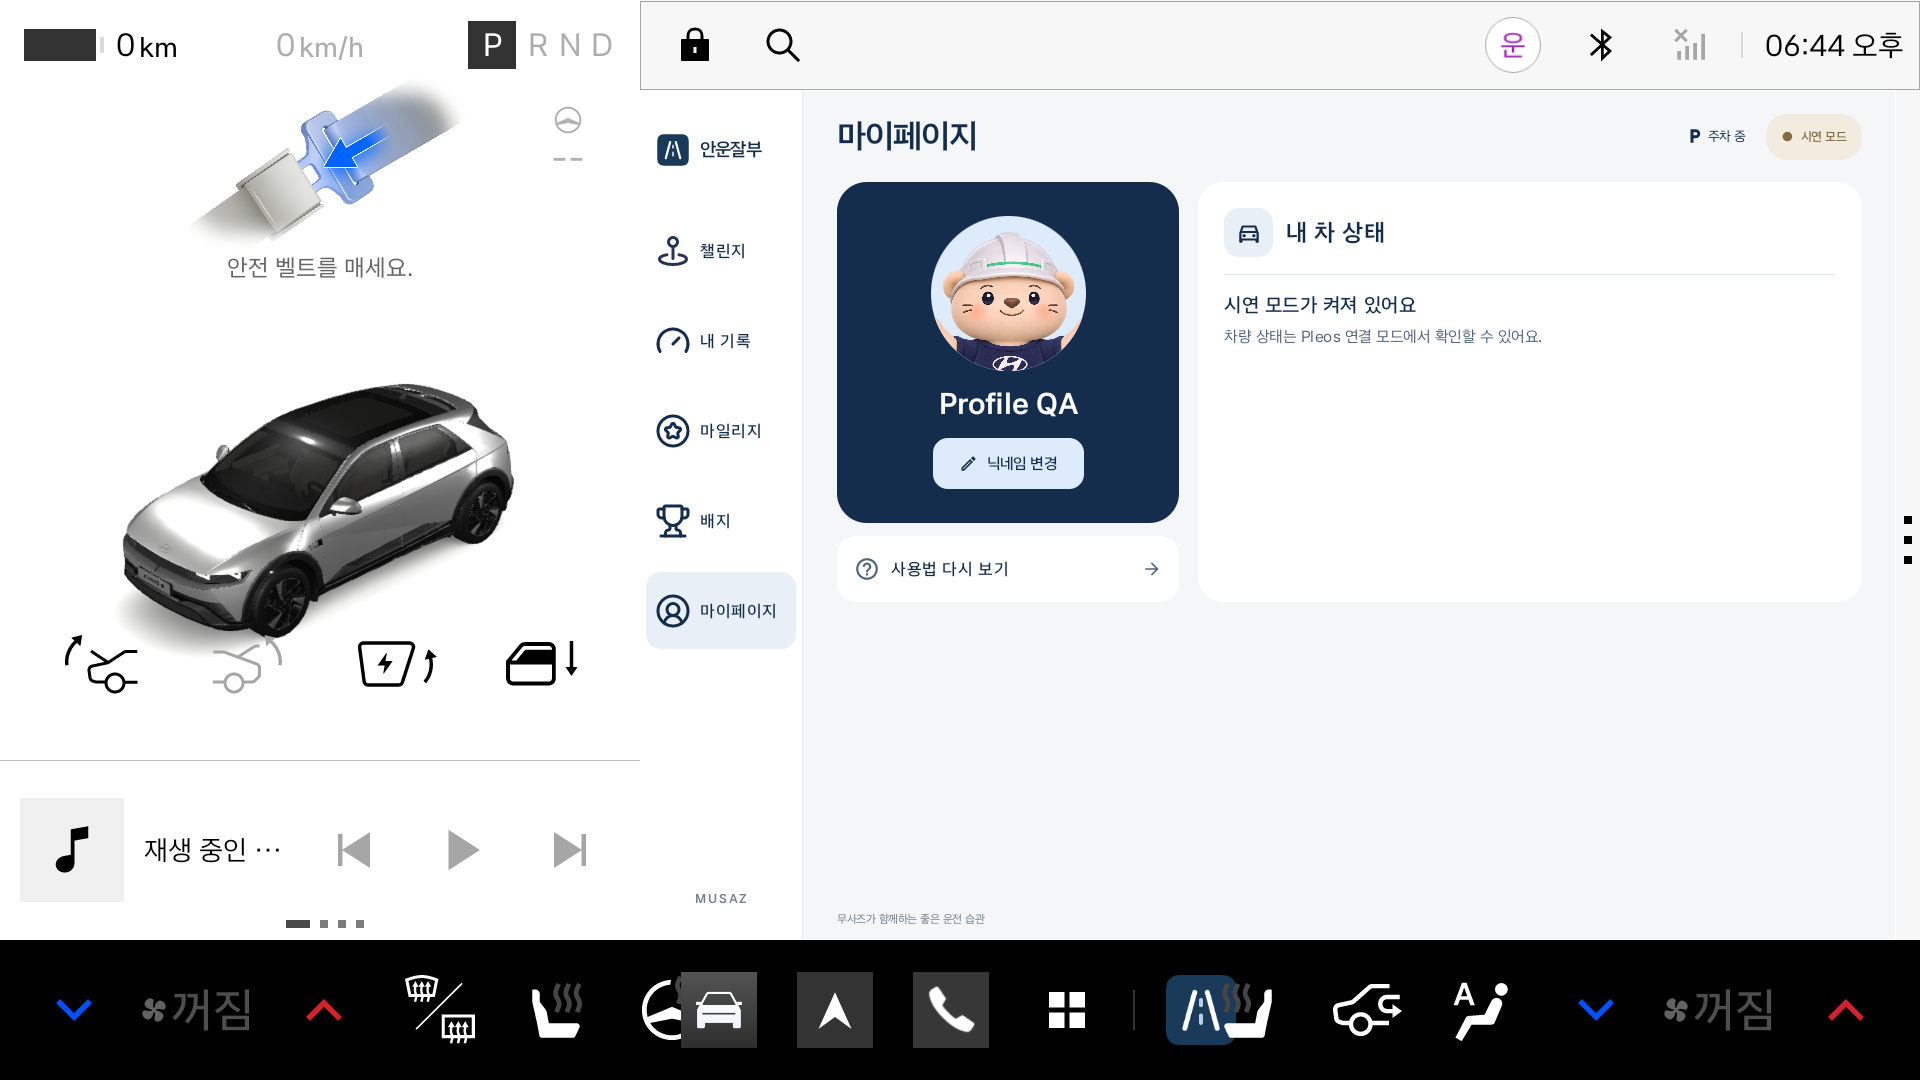 0 km
0 km/h
P R N D
운
06:44 오후
안전 벨트를 매세요.
안운잘부
챌린지
내 기록
마일리지
배지
마이페이지
MUSAZ
마이페이지
P 주차 중
시연 모드
Profile QA
닉네임 변경
사용법 다시 보기
내 차 상태
시연 모드가 켜져 있어요
차량 상태는 Pleos 연결 모드에서 확인할 수 있어요.
무사즈가 함께하는 좋은 운전 습관
재생 중인 ···
꺼짐
A
꺼짐